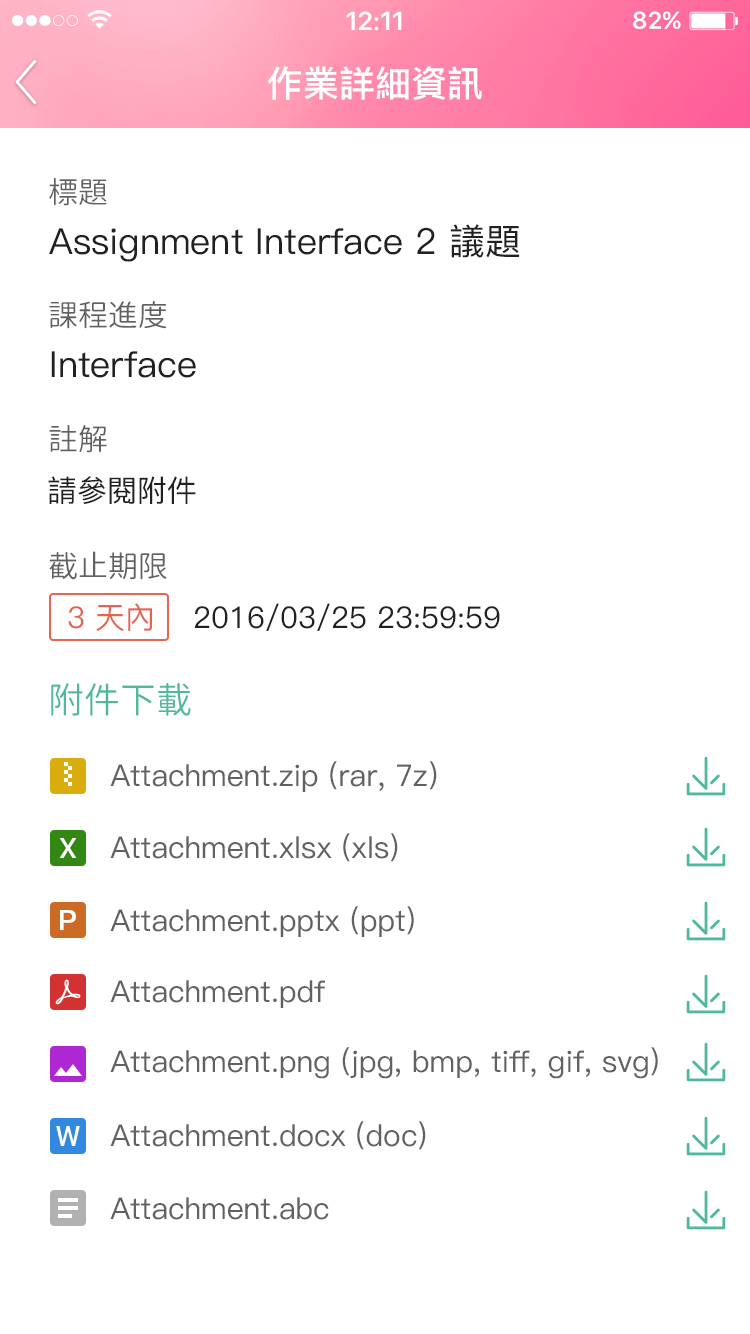 12:11
82%
作業詳細資訊
標題
Assignment Interface 2 議題
課程進度
Interface
註解
請參閱附件
截止期限
3 天內 2016/03/25 23:59:59
附件下載
Attachment.zip (rar, 7z)
X Attachment.xlsx (xls)
P Attachment.pptx (ppt)
Attachment.pdf
Attachment.png (jpg, bmp, tiff, gif, svg)
W Attachment.docx (doc)
Attachment.abc